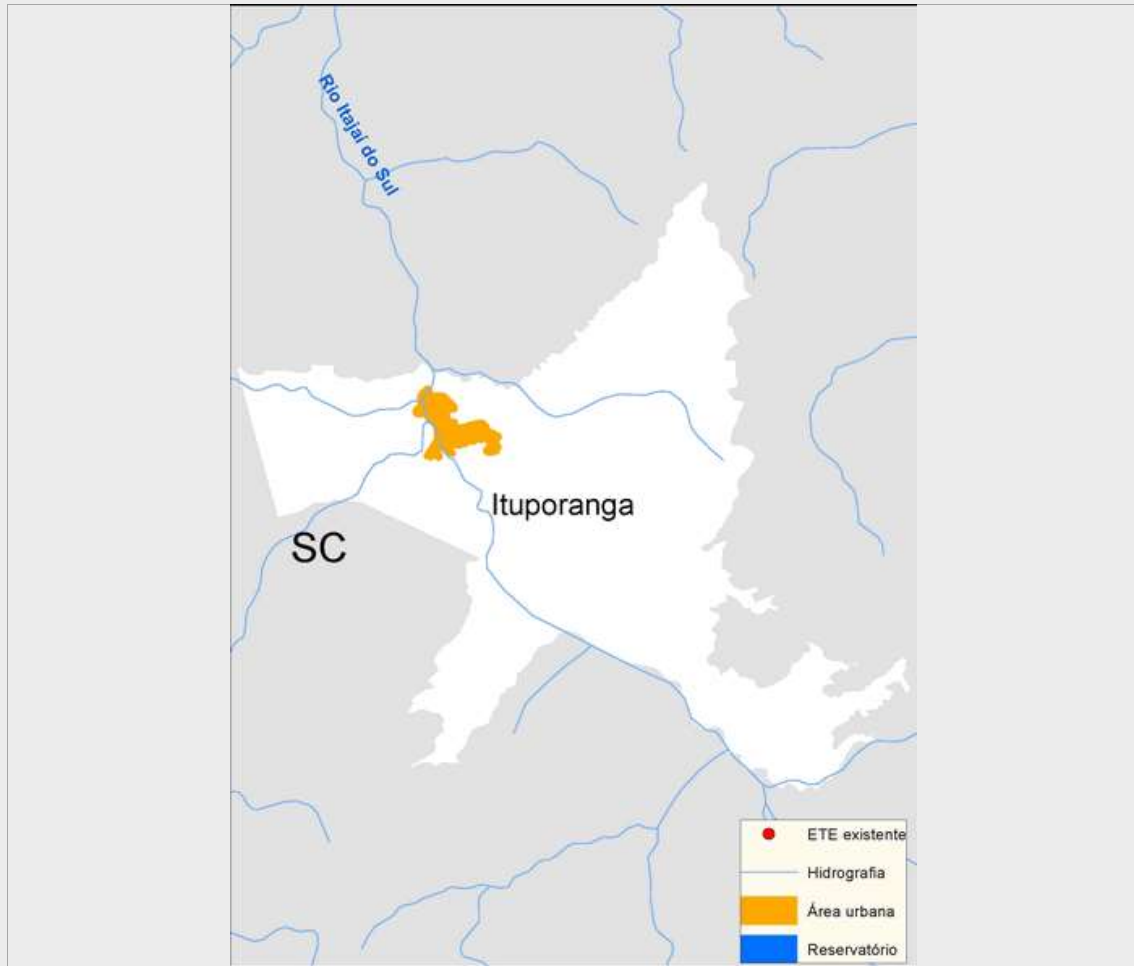 Rio Itajaí do Sul
Ituporanga
SC
ETE existente
Hidrografia
Área urbana
Reservatório